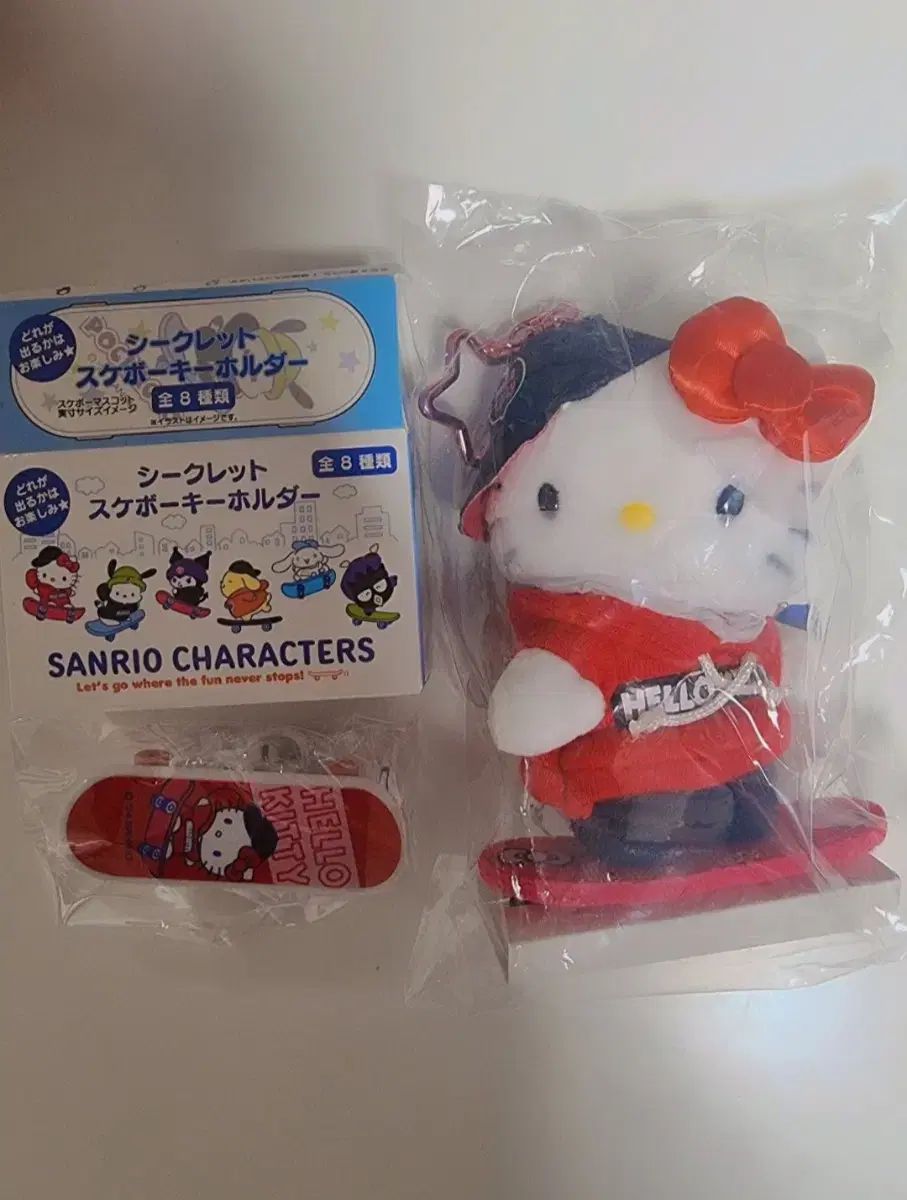 どれが
出るかは
お楽しみ★
シークレット
スケボーキーホルダー
全8種類
スケボーマスコット
実寸サイズイメージ
※イラストはイメージです。
どれが
出るかは
お楽しみ★
シークレット
スケボーキーホルダー
全8種類
SANRIO CHARACTERS
Let's go where the fun never stops!
HELLO
KITTY
HELLO